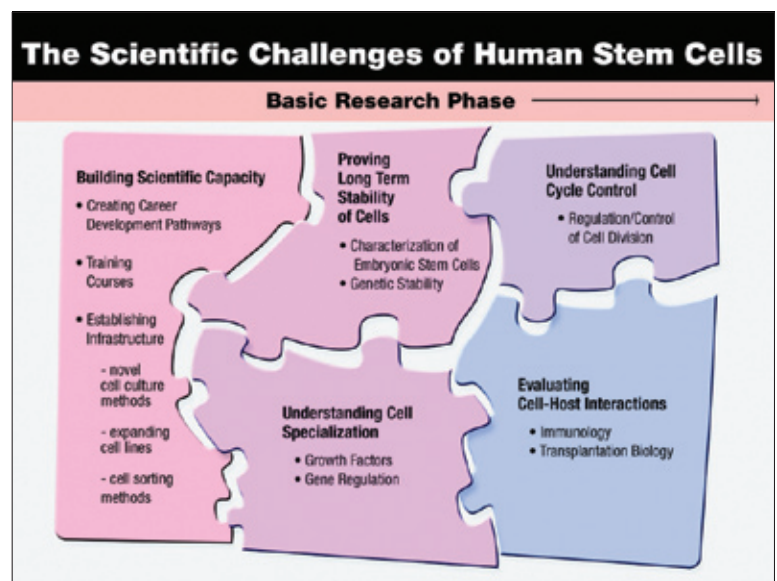 The Scientific Challenges of Human Stem Cells
Basic Research Phase
Building Scientific Capacity
• Creating Career
Development Pathways
• Training
Courses
• Establishing
Infrastructure
- novel
cell culture
methods
- expanding
cell lines
- cell sorting
methods
Proving
Long Term
Stability
of Cells
• Characterization of
Embryonic Stem Cells
• Genetic Stability
Understanding Cell
Cycle Control
• Regulation/Control
of Cell Division
Understanding Cell
Specialization
• Growth Factors
• Gene Regulation
Evaluating
Cell-Host Interactions
• Immunology
• Transplantation Biology